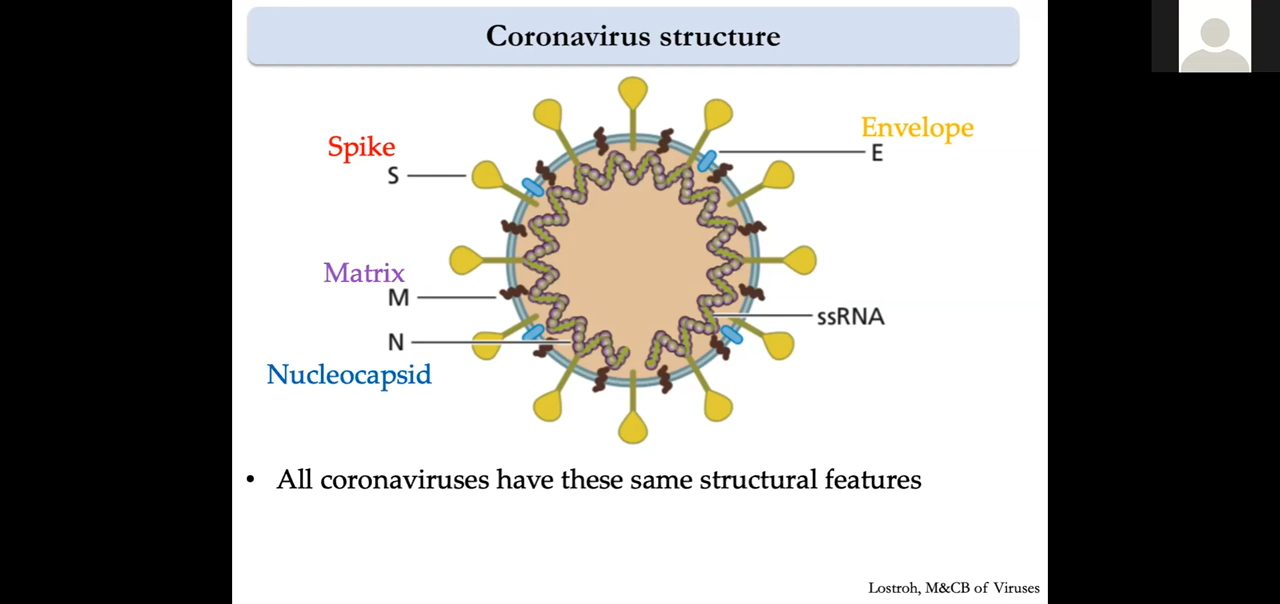 Coronavirus structure
Spike
S
Envelope
E
Matrix
M
ssRNA
N
Nucleocapsid
• All coronaviruses have these same structural features
Lostroh, M&CB of Viruses